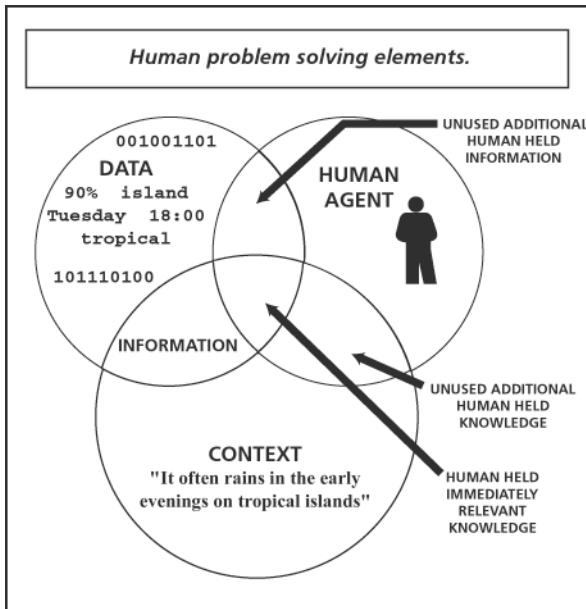 Human problem solving elements.
001001101
DATA
90% island
Tuesday 18:00
tropical
101110100
HUMAN
AGENT
UNUSED ADDITIONAL
HUMAN HELD
INFORMATION
INFORMATION
UNUSED ADDITIONAL
HUMAN HELD
KNOWLEDGE
CONTEXT
"It often rains in the early
evenings on tropical islands"
HUMAN HELD
IMMEDIATELY
RELEVANT
KNOWLEDGE